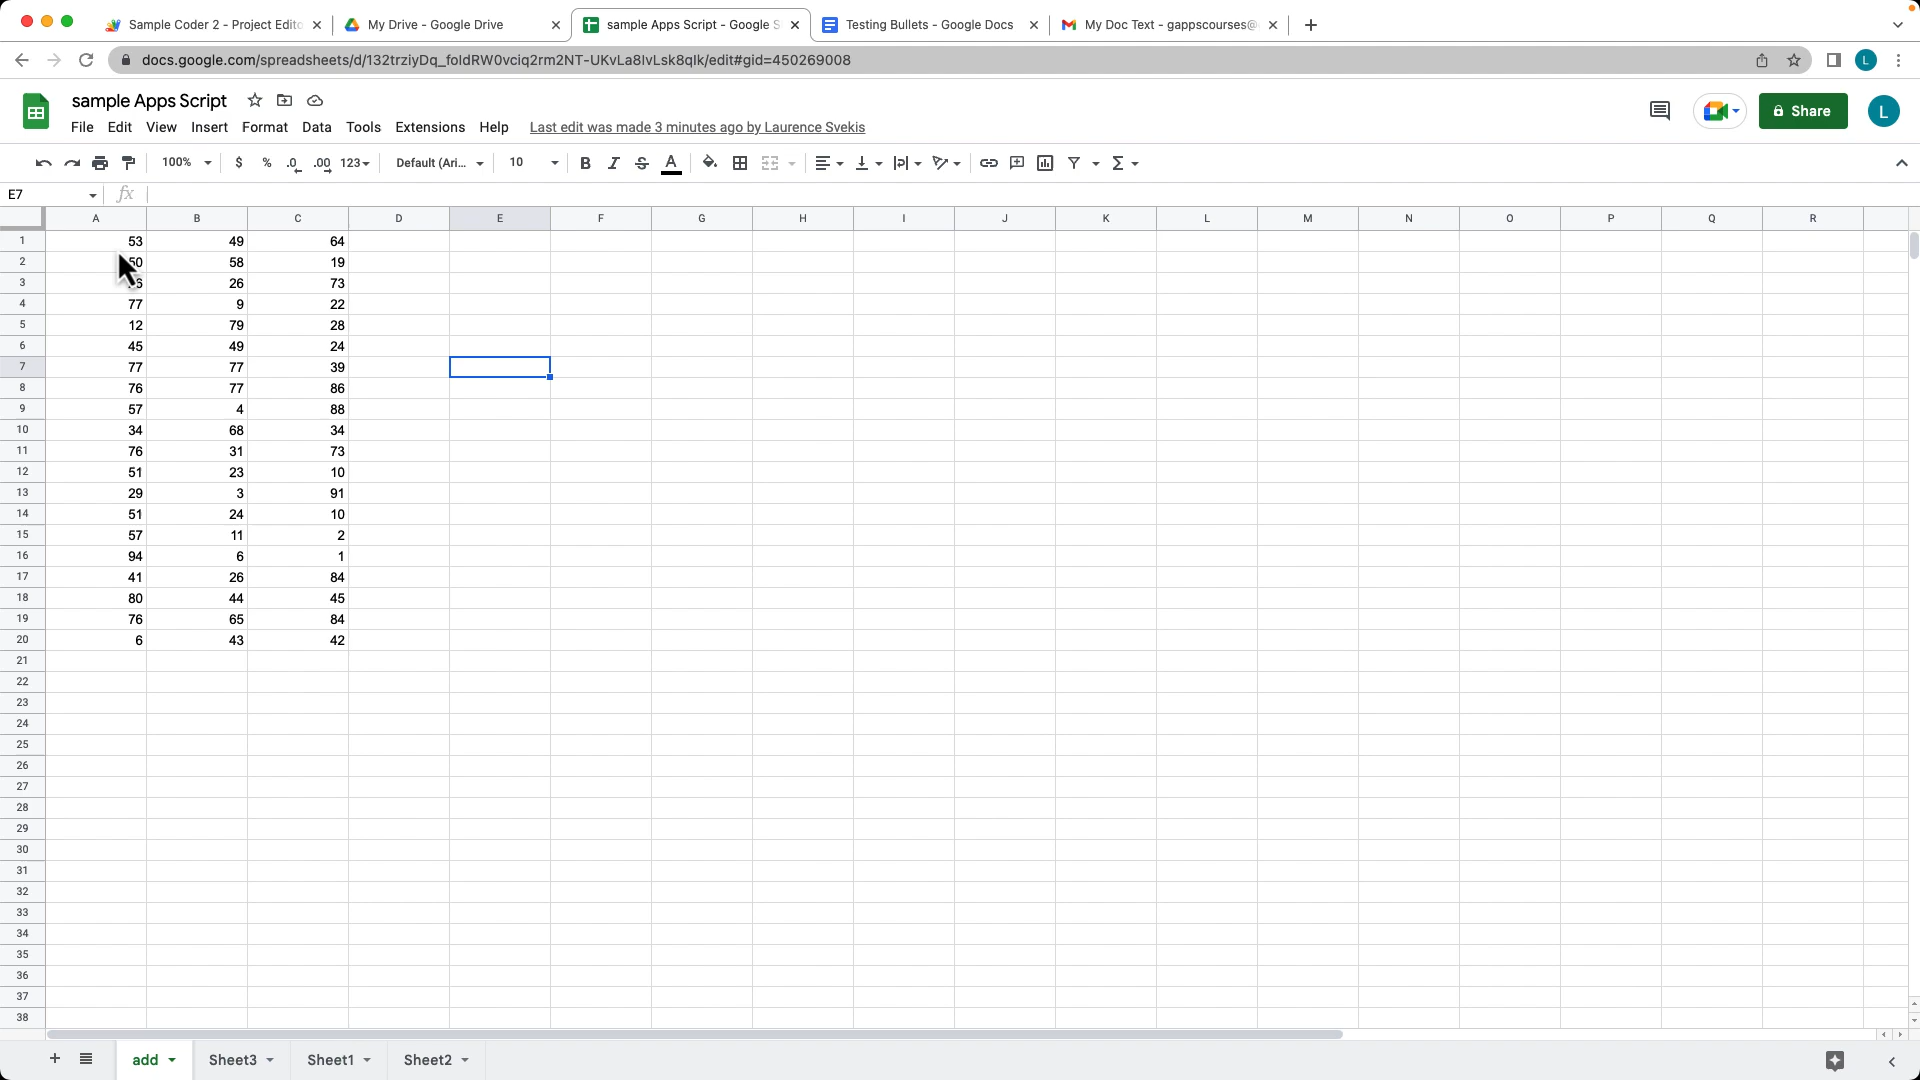 Sample Coder 2 - Project Edito
My Drive - Google Drive
sample Apps Script - Google S
Testing Bullets - Google Docs
My Doc Text - gappscourses@
docs.google.com/spreadsheets/d/132trziyDq_foldRW0vciq2rm2NT-UKvLa8lvLsk8qlk/edit#gid=450269008
L
sample Apps Script
File Edit View Insert Format Data Tools Extensions Help Last edit was made 3 minutes ago by Laurence Svekis
Share
L
100% $ % .0 .00 123 Default (Ari... 10 B I S A Σ
E7 fx
A B C D E F G H I J K L M N O P Q R
1 53 49 64
2 50 58 19
3 26 73
4 77 9 22
5 12 79 28
6 45 49 24
7 77 77 39
8 76 77 86
9 57 4 88
10 34 68 34
11 76 31 73
12 51 23 10
13 29 3 91
14 51 24 10
15 57 11 2
16 94 6 1
17 41 26 84
18 80 44 45
19 76 65 84
20 6 43 42
21
22
23
24
25
26
27
28
29
30
31
32
33
34
35
36
37
38
add Sheet3 Sheet1 Sheet2